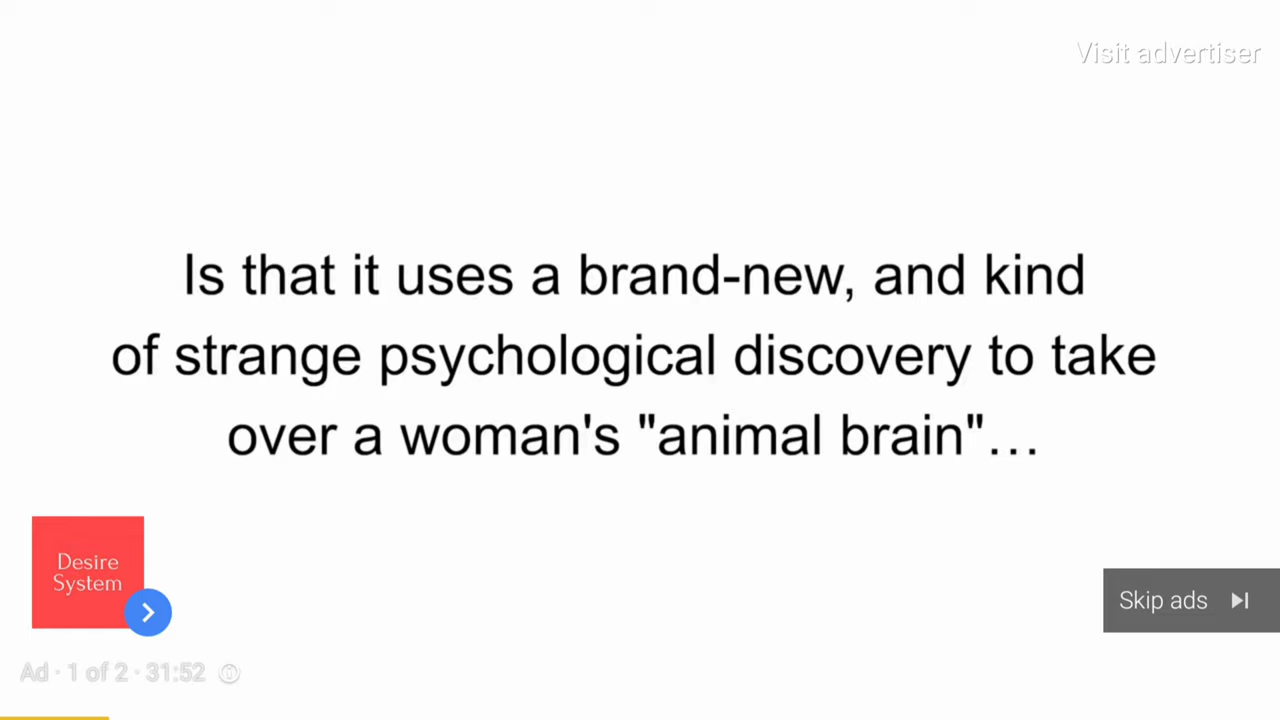 Visit advertiser
Is that it uses a brand-new, and kind
of strange psychological discovery to take
over a woman's "animal brain"…
Desire
System
Skip ads
Ad · 1 of 2 · 31:52